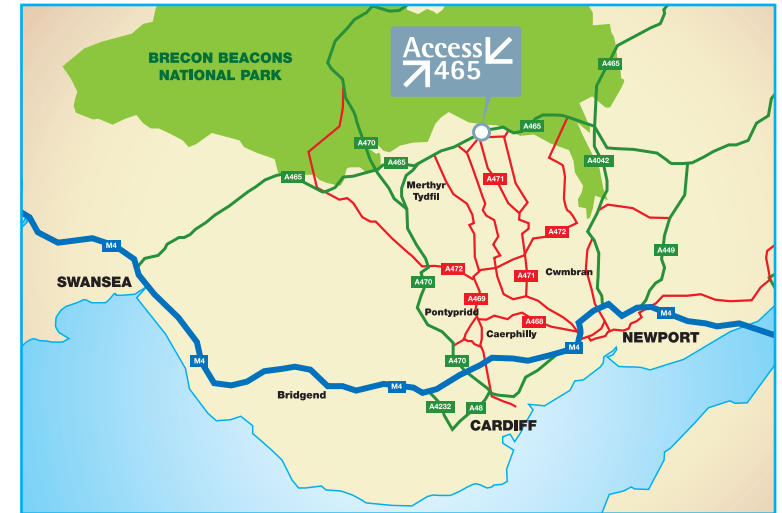 BRECON BEACONS
NATIONAL PARK
Access
465
A465
A470
A465
A465
A465
A4042
Merthyr
Tydfil
A471
A472
A449
M4
SWANSEA
A472
A471
Cwmbran
A470
A469
Pontypridd
A468
Caerphilly
M4
NEWPORT
M4
M4
A470
Bridgend
M4
A4232
A48
CARDIFF